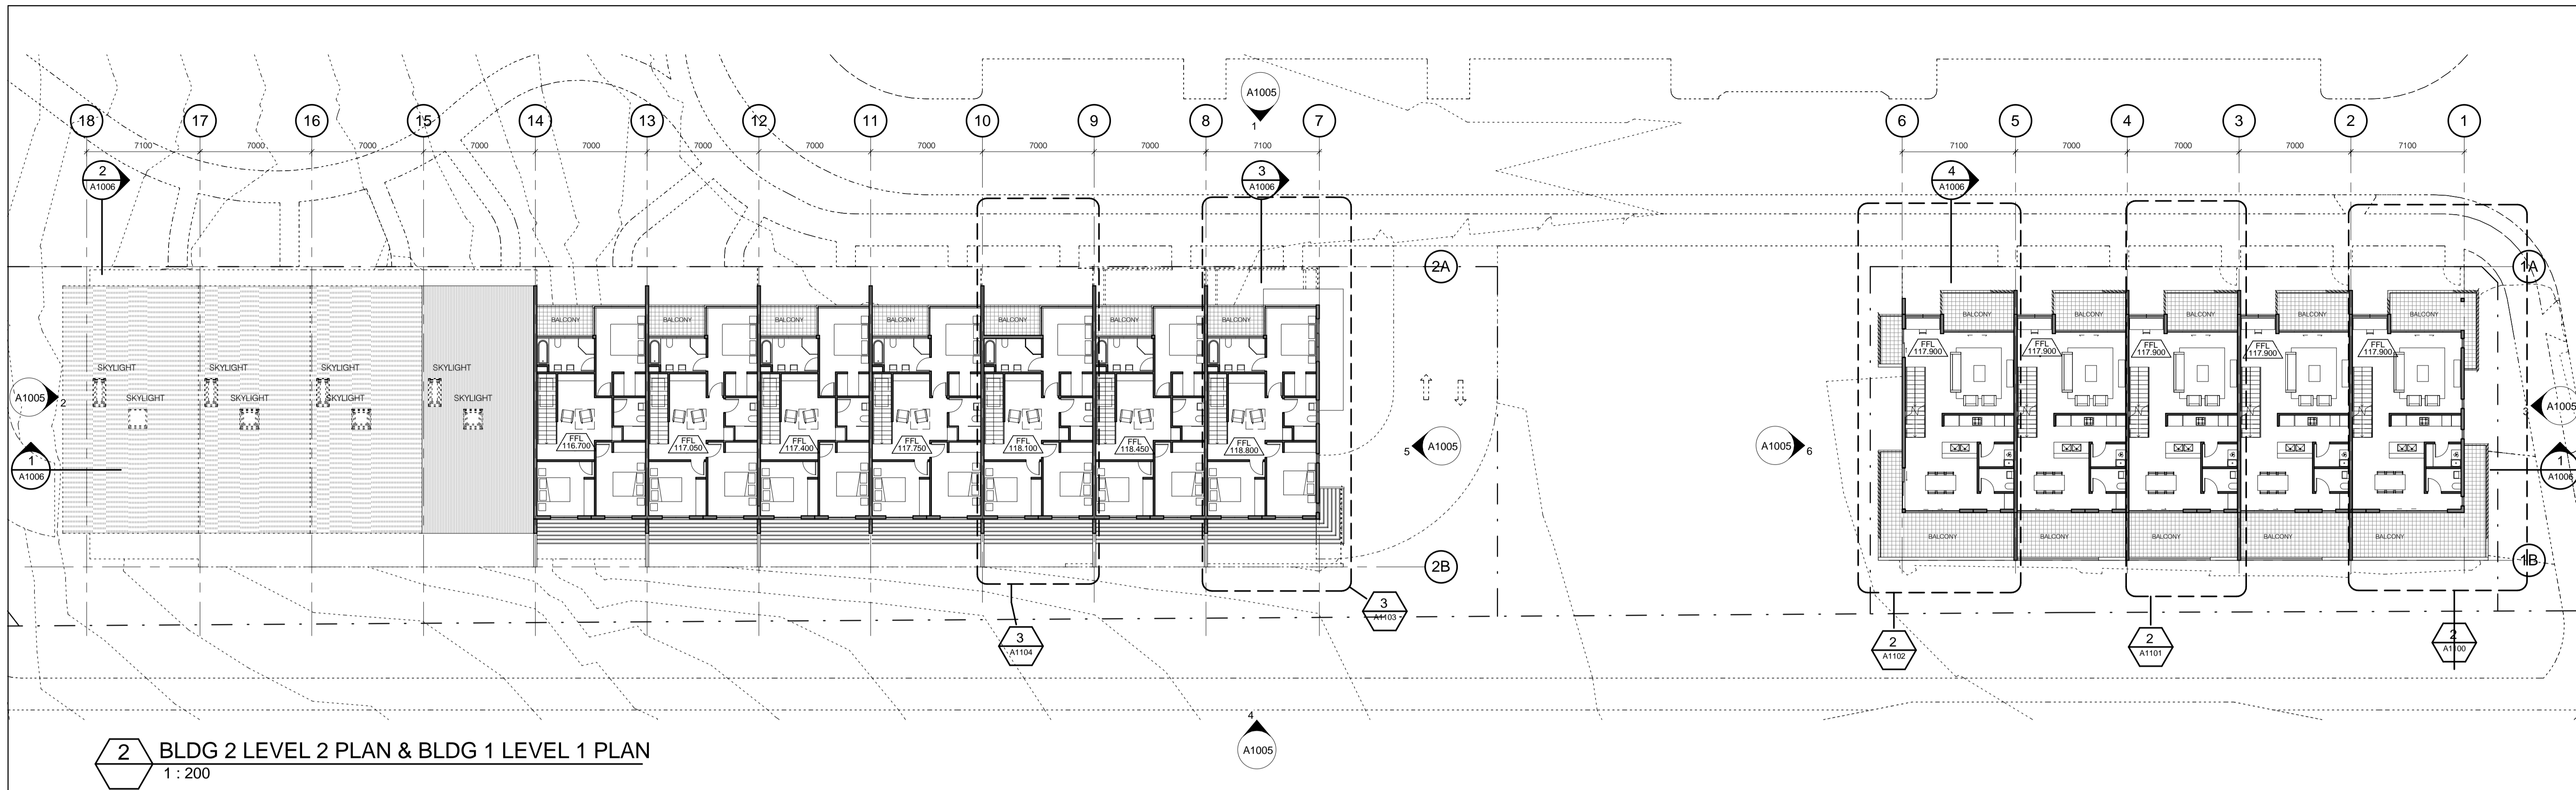 A1005
1
18
17
16
15
14
13
12
11
10
9
8
7
6
5
4
3
2
1
7100
7000
7000
7000
7000
7000
7000
7000
7000
7000
7100
7100
7000
7000
7000
7100
2
A1006
3
A1006
4
A1006
2A
1A
BALCONY
BALCONY
BALCONY
BALCONY
BALCONY
BALCONY
BALCONY
BALCONY
BALCONY
BALCONY
BALCONY
BALCONY
FFL
117.900
FFL
117.900
FFL
117.900
FFL
117.900
FFL
117.900
SKYLIGHT
SKYLIGHT
SKYLIGHT
SKYLIGHT
A1005
2
SKYLIGHT
SKYLIGHT
SKYLIGHT
SKYLIGHT
3
A1005
FFL
116.700
FFL
117.050
FFL
117.400
FFL
117.750
FFL
118.100
FFL
118.450
FFL
118.800
5
A1005
A1005
6
1
A1006
1
A1006
BALCONY
BALCONY
BALCONY
BALCONY
BALCONY
2B
1B
3
A1103
3
A1104
2
A1102
2
A1101
2
A1100
4
A1005
2
BLDG 2 LEVEL 2 PLAN & BLDG 1 LEVEL 1 PLAN
1 : 200